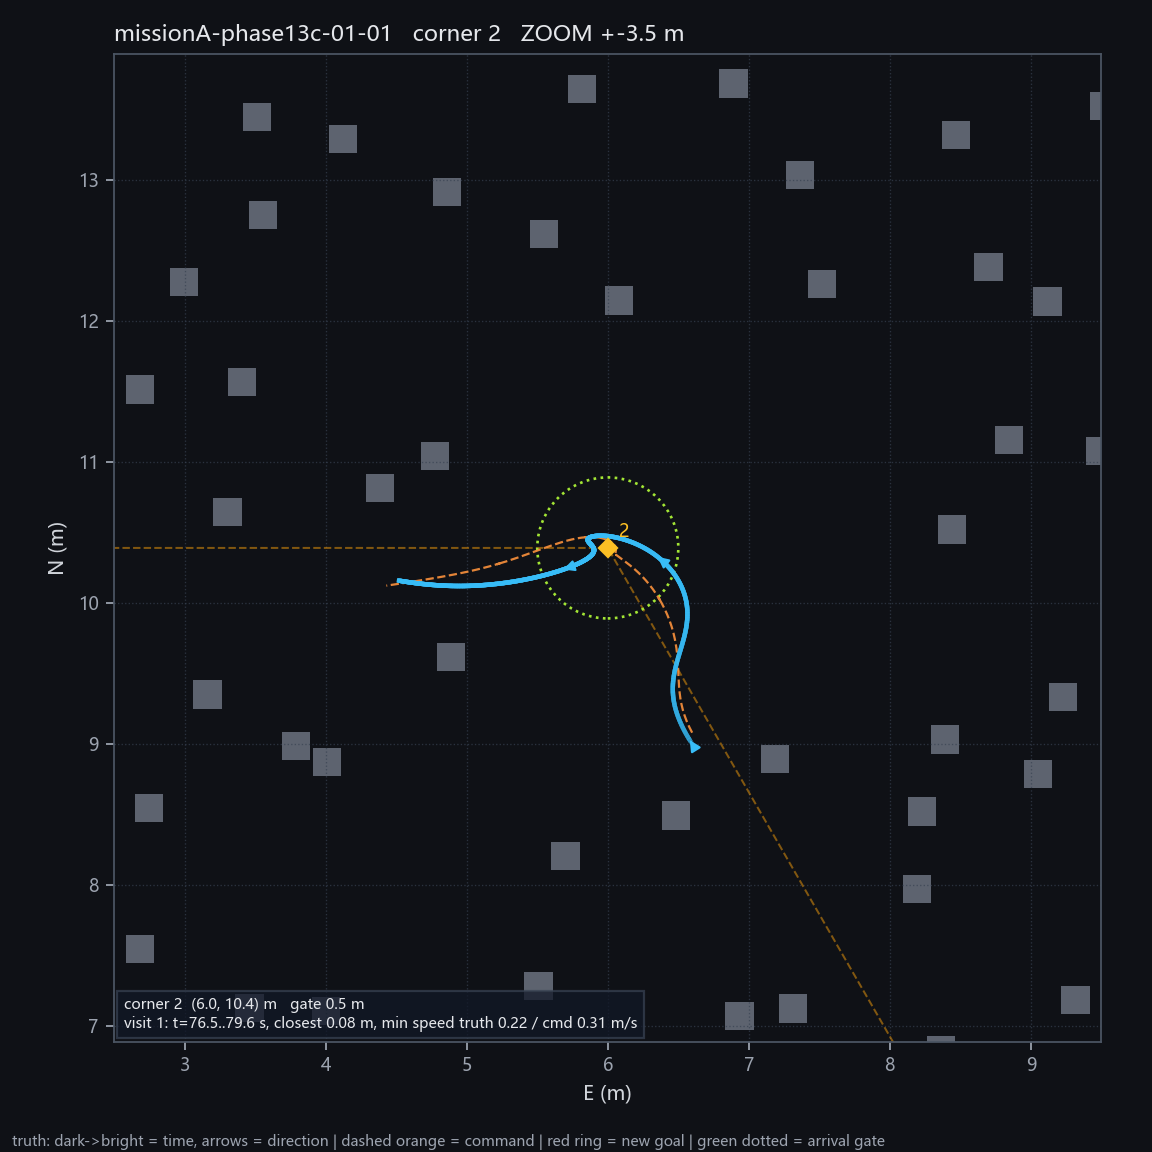 missionA-phase13c-01-01   corner 2   ZOOM +-3.5 m
13
12
11
10
9
8
7
N (m)
2
corner 2  (6.0, 10.4) m   gate 0.5 m
visit 1: t=76.5..79.6 s, closest 0.08 m, min speed truth 0.22 / cmd 0.31 m/s
3 4 5 6 7 8 9
E (m)
truth: dark->bright = time, arrows = direction | dashed orange = command | red ring = new goal | green dotted = arrival gate